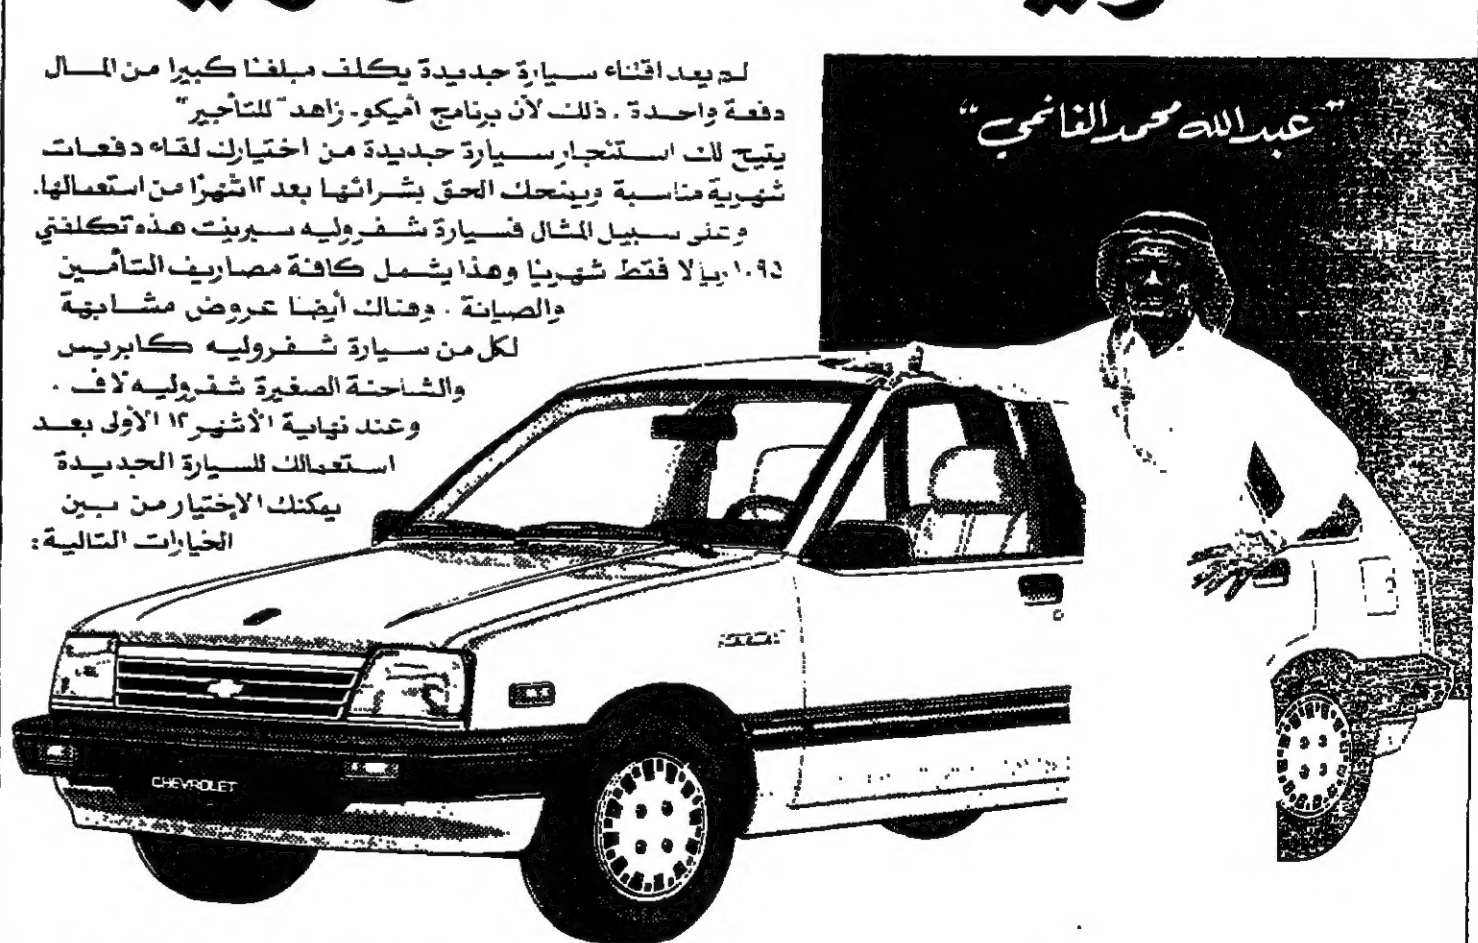 لم يعد اقتناء سيارة جديدة يكلف مبلغا كبيرا من المال
دفعة واحدة . ذلك لأن برنامج أميكو- زاهد "للتأجير"
يتيح لك استئجار سيارة جديدة من اختيارك لقاء دفعات
شهرية مناسبة ويمنحك الحق بشرائها بعد ١٢ شهرًا من استعمالها.
وعلى سبيل المثال فسيارة شفروليه سبرينت هذه تكلفني
١٠٩٥ ريالا فقط شهريا وهذا يشمل كافة مصاريف التأمين
والصيانة . وهناك أيضا عروض مشابهة
لكل من سيارة شفروليه كابريس
والشاحنة الصغيرة شفروليه لاف .
وعند نهاية الأشهر ١٢ الأولى بعد
استعمالك للسيارة الجديدة
يمكنك الإختيار من بين
الخيارات التالية:
"عبدالله محمد الغانمي"
CHEVROLET